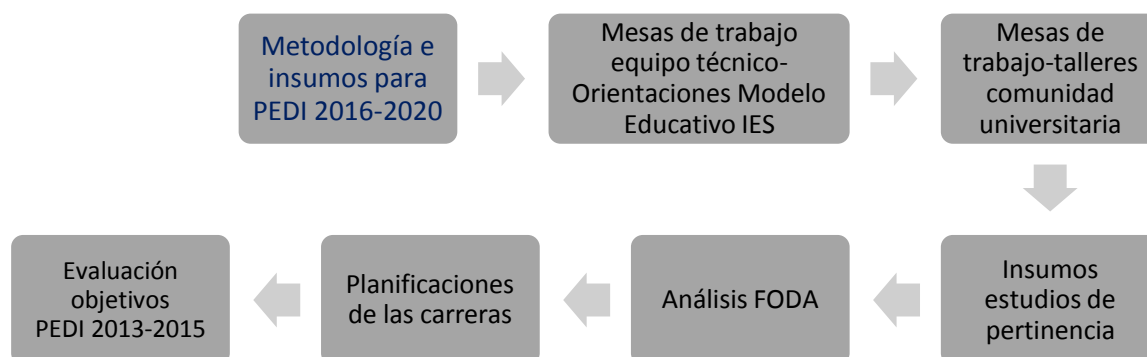 Metodología e
insumos para
PEDI 2016-2020
Mesas de trabajo
equipo técnico-
Orientaciones Modelo
Educativo IES
Mesas de
trabajo-talleres
comunidad
universitaria
Insumos
estudios de
pertinencia
Análisis FODA
Planificaciones
de las carreras
Evaluación
objetivos
PEDI 2013-2015